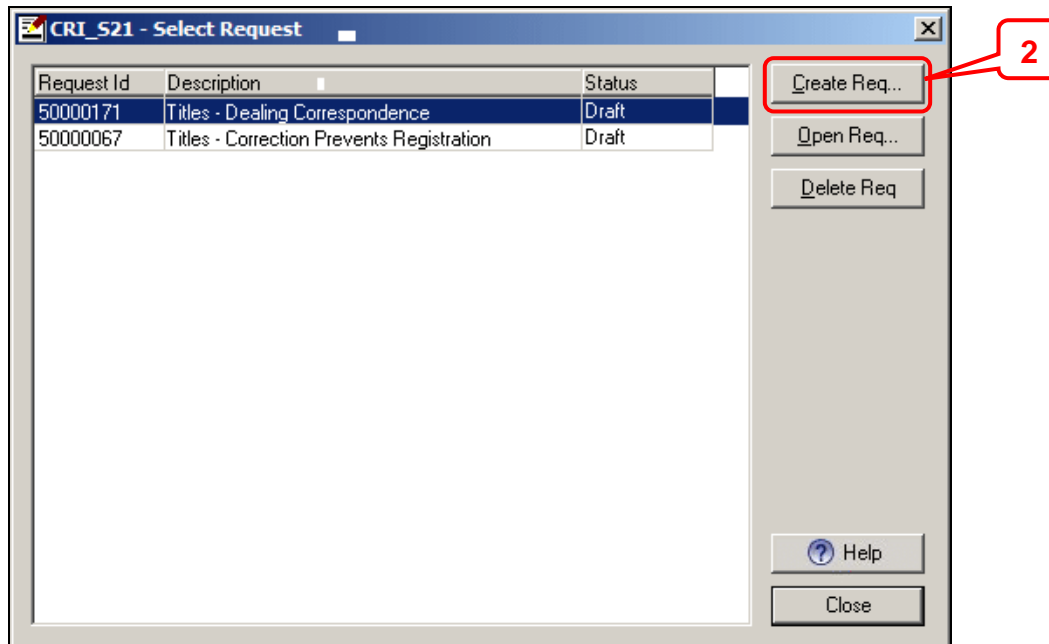 CRI_S21 - Select Request
2
Request Id Description Status
50000171 Titles - Dealing Correspondence Draft
50000067 Titles - Correction Prevents Registration Draft
Create Req...
Open Req...
Delete Req
Help
Close